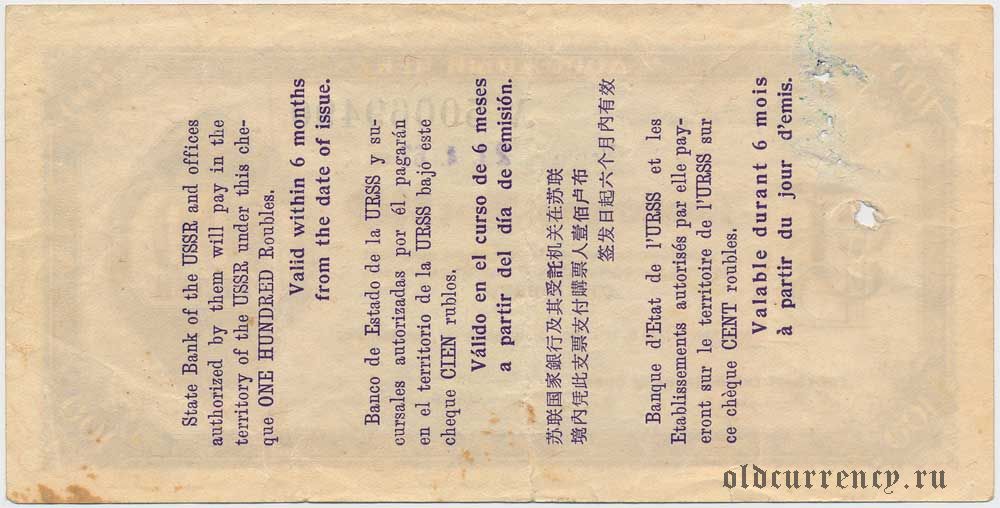 State Bank of the USSR and offices
authorized by them will pay in the
territory of the USSR under this che-
que ONE HUNDRED Roubles.
Valid within 6 months
from the date of issue.
Banco de Estado de la URSS y su-
cursales autorizadas por él, pagarán
en el territorio de la URSS bajo este
cheque CIEN rublos.
Válido en el curso de 6 meses
a partir del día de emisión.
苏联国家銀行及其受託机关在苏联
境內凭此支票支付購票人壹佰卢布
签发日起六个月內有效
Banque d'Etat de l'URSS et les
Etablissements autorisés par elle pay-
eront sur le territoire de l'URSS sur
ce chèque CENT roubles.
Valable durant 6 mois
à partir du jour d'emis.
oldcurrency.ru